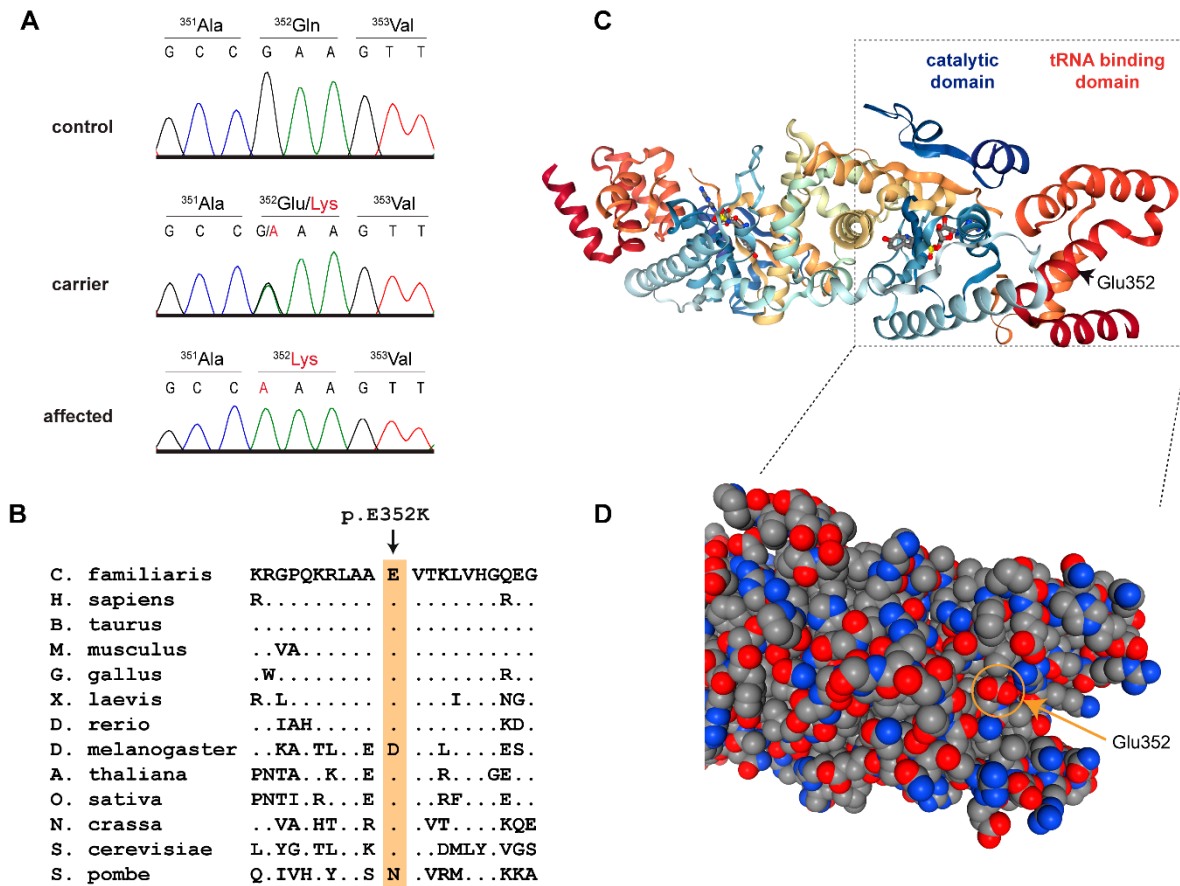 A
351Ala 352Gln 353Val
G C C G A A G T T
control
351Ala 352Glu/Lys 353Val
G C C G/A A A G T T
carrier
351Ala 352Lys 353Val
G C C A A A G T T
affected
B
p.E352K
C. familiaris KRGPQKRLAA E VTKLVHGQEG
H. sapiens R......... . .......R..
B. taurus .......... . ..........
M. musculus ..VA...... . ..........
G. gallus .W........ . .......R..
X. laevis R.L....... . ....I..NG.
D. rerio ..IAH..... . .......KD.
D. melanogaster ..KA.TL..E D ..L....ES.
A. thaliana PNTA..K..E . ..R...GE..
O. sativa PNTI.R...E . ..RF...E..
N. crassa ..VA.HT..R . .VT....KQE
S. cerevisiae L.YG.TL..K . ..DMLY.VGS
S. pombe Q.IVH.Y..S N .VRM...KKA
C
catalytic domain
tRNA binding domain
Glu352
D
Glu352